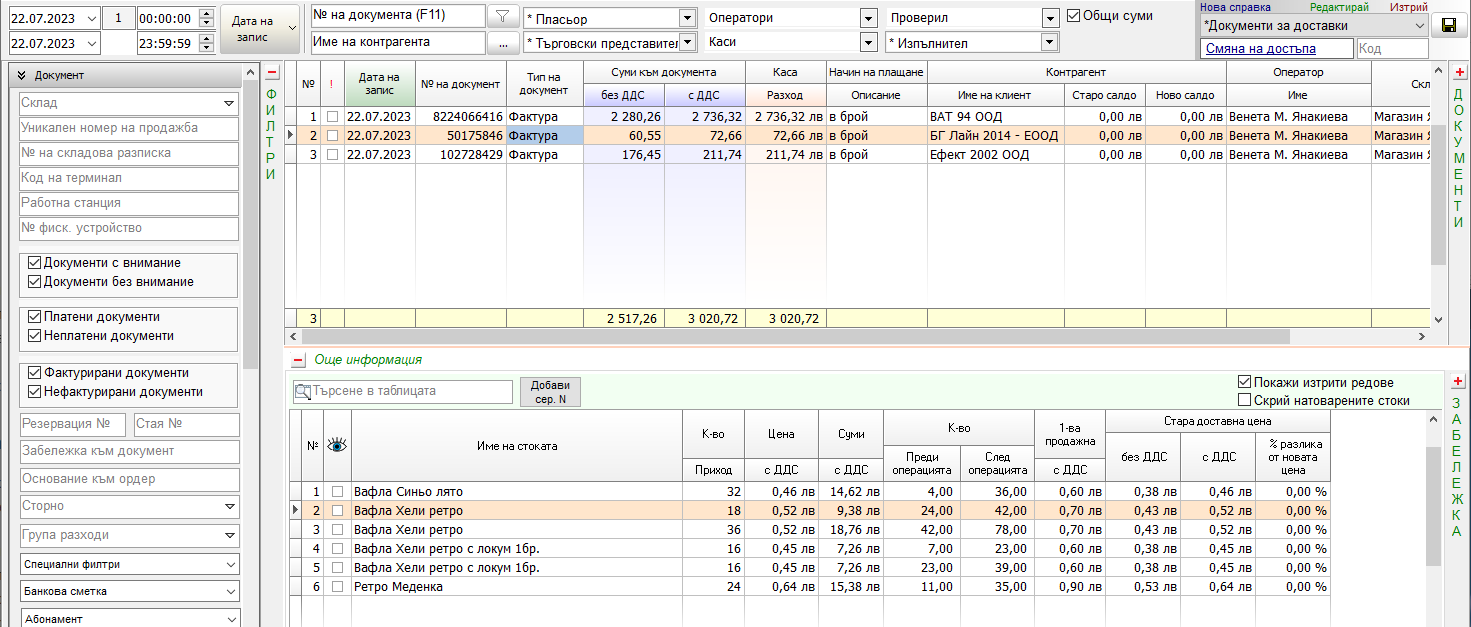 22.07.2023 1 00:00:00 Дата на запис № на документа (F11) * Пласьор Оператори Проверил Общи суми Нова справка Редактирай Изтрий
*Документи за доставки
22.07.2023 23:59:59 Име на контрагента ... * Търговски представител Каси * Изпълнител Смяна на достъпа Код
Документ
Склад
Уникален номер на продажба
№ на складова разписка
Код на терминал
Работна станция
№ фиск. устройство
Документи с внимание
Документи без внимание
Платени документи
Неплатени документи
Фактурирани документи
Нефактурирани документи
Резервация № Стая №
Забележка към документ
Основание към ордер
Сторно
Група разходи
Специални филтри
Банкова сметка
Абонамент
ФИЛТРИ
№ ! Дата на запис № на документ Тип на документ Суми към документа Каса Начин на плащане Контрагент Оператор Скл
без ДДС с ДДС Разход Описание Име на клиент Старо салдо Ново салдо Име
1 22.07.2023 8224066416 Фактура 2 280,26 2 736,32 2 736,32 лв в брой ВАТ 94 ООД 0,00 лв 0,00 лв Венета М. Янакиева Магазин Я
2 22.07.2023 50175846 Фактура 60,55 72,66 72,66 лв в брой БГ Лайн 2014 - ЕООД 0,00 лв 0,00 лв Венета М. Янакиева Магазин Я
3 22.07.2023 102728429 Фактура 176,45 211,74 211,74 лв в брой Ефект 2002 ООД 0,00 лв 0,00 лв Венета М. Янакиева Магазин Я
3 2 517,26 3 020,72 3 020,72
ДОКУМЕНТИ
Още информация
Търсене в таблицата Добави сер. N Покажи изтрити редове
Скрий натоварените стоки
№ Име на стоката К-во Цена Суми К-во 1-ва продажна Стара доставна цена
Приход с ДДС с ДДС Преди операцията След операцията с ДДС без ДДС с ДДС % разлика от новата цена
1 Вафла Синьо лято 32 0,46 лв 14,62 лв 4,00 36,00 0,60 лв 0,38 лв 0,46 лв 0,00 %
2 Вафла Хели ретро 18 0,52 лв 9,38 лв 24,00 42,00 0,70 лв 0,43 лв 0,52 лв 0,00 %
3 Вафла Хели ретро 36 0,52 лв 18,76 лв 42,00 78,00 0,70 лв 0,43 лв 0,52 лв 0,00 %
4 Вафла Хели ретро с локум 1бр. 16 0,45 лв 7,26 лв 7,00 23,00 0,60 лв 0,38 лв 0,45 лв 0,00 %
5 Вафла Хели ретро с локум 1бр. 16 0,45 лв 7,26 лв 23,00 39,00 0,60 лв 0,38 лв 0,45 лв 0,00 %
6 Ретро Меденка 24 0,64 лв 15,38 лв 11,00 35,00 0,90 лв 0,53 лв 0,64 лв 0,00 %
ЗАБЕЛЕЖКА